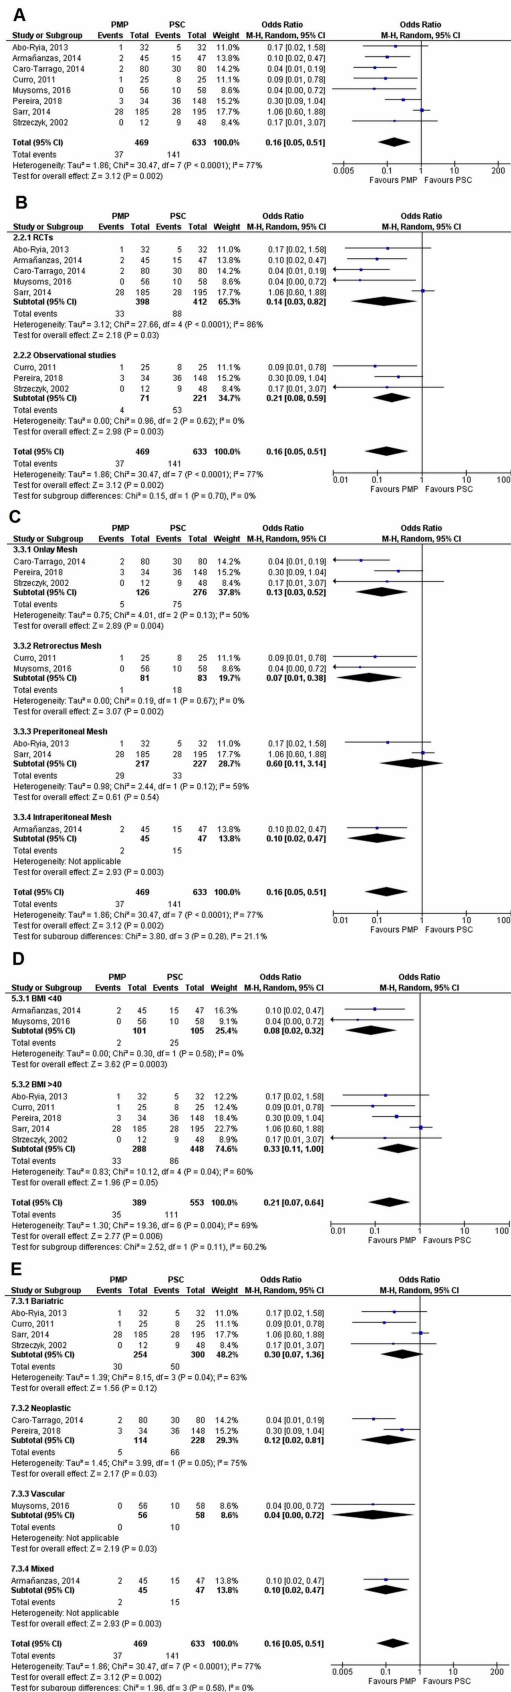 A
PMP PSC Odds Ratio Odds Ratio
Study or Subgroup Events Total Events Total Weight M-H, Random, 95% CI M-H, Random, 95% CI
Abo-Ryia, 2013 1 32 5 32 11.0% 0.17 [0.02, 1.58]
Armañanzas, 2014 2 45 15 47 13.8% 0.10 [0.02, 0.47]
Caro-Tarrago, 2014 2 80 30 80 14.2% 0.04 [0.01, 0.19]
Curro, 2011 1 25 8 25 11.1% 0.09 [0.01, 0.78]
Muysoms, 2016 0 56 10 58 8.6% 0.04 [0.00, 0.72]
Pereira, 2018 3 34 36 148 15.2% 0.30 [0.09, 1.04]
Sarr, 2014 28 185 28 195 17.7% 1.06 [0.60, 1.88]
Strzeczyk, 2002 0 12 9 48 8.4% 0.17 [0.01, 3.07]
Total (95% CI) 469 633 100.0% 0.16 [0.05, 0.51]
Total events 37 141
Heterogeneity: Tau² = 1.86; Chi² = 30.47, df = 7 (P < 0.0001); I² = 77%
Test for overall effect: Z = 3.12 (P = 0.002)
0.005 0.1 1 10 200
Favours PMP Favours PSC
B
PMP PSC Odds Ratio Odds Ratio
Study or Subgroup Events Total Events Total Weight M-H, Random, 95% CI M-H, Random, 95% CI
2.2.1 RCTs
Abo-Ryia, 2013 1 32 5 32 11.0% 0.17 [0.02, 1.58]
Armañanzas, 2014 2 45 15 47 13.8% 0.10 [0.02, 0.47]
Caro-Tarrago, 2014 2 80 30 80 14.2% 0.04 [0.01, 0.19]
Muysoms, 2016 0 56 10 58 8.6% 0.04 [0.00, 0.72]
Sarr, 2014 28 185 28 195 17.7% 1.06 [0.60, 1.88]
Subtotal (95% CI) 398 412 65.3% 0.14 [0.03, 0.82]
Total events 33 88
Heterogeneity: Tau² = 3.12; Chi² = 27.66, df = 4 (P < 0.0001); I² = 86%
Test for overall effect: Z = 2.18 (P = 0.03)
2.2.2 Observational studies
Curro, 2011 1 25 8 25 11.1% 0.09 [0.01, 0.78]
Pereira, 2018 3 34 36 148 15.2% 0.30 [0.09, 1.04]
Strzeczyk, 2002 0 12 9 48 8.4% 0.17 [0.01, 3.07]
Subtotal (95% CI) 71 221 34.7% 0.21 [0.08, 0.59]
Total events 4 53
Heterogeneity: Tau² = 0.00; Chi² = 0.96, df = 2 (P = 0.62); I² = 0%
Test for overall effect: Z = 2.98 (P = 0.003)
Total (95% CI) 469 633 100.0% 0.16 [0.05, 0.51]
Total events 37 141
Heterogeneity: Tau² = 1.86; Chi² = 30.47, df = 7 (P < 0.0001); I² = 77%
Test for overall effect: Z = 3.12 (P = 0.002)
Test for subgroup differences: Chi² = 0.15, df = 1 (P = 0.70), I² = 0%
0.01 0.1 1 10 100
Favours PMP Favours PSC
C
PMP PSC Odds Ratio Odds Ratio
Study or Subgroup Events Total Events Total Weight M-H, Random, 95% CI M-H, Random, 95% CI
3.3.1 Onlay Mesh
Caro-Tarrago, 2014 2 80 30 80 14.2% 0.04 [0.01, 0.19]
Pereira, 2018 3 34 36 148 15.2% 0.30 [0.09, 1.04]
Strzeczyk, 2002 0 12 9 48 8.4% 0.17 [0.01, 3.07]
Subtotal (95% CI) 126 276 37.8% 0.13 [0.03, 0.52]
Total events 5 75
Heterogeneity: Tau² = 0.75; Chi² = 4.01, df = 2 (P = 0.13); I² = 50%
Test for overall effect: Z = 2.89 (P = 0.004)
3.3.2 Retrorectus Mesh
Curro, 2011 1 25 8 25 11.1% 0.09 [0.01, 0.78]
Muysoms, 2016 0 56 10 58 8.6% 0.04 [0.00, 0.72]
Subtotal (95% CI) 81 83 19.7% 0.07 [0.01, 0.38]
Total events 1 18
Heterogeneity: Tau² = 0.00; Chi² = 0.19, df = 1 (P = 0.67); I² = 0%
Test for overall effect: Z = 3.07 (P = 0.002)
3.3.3 Preperitoneal Mesh
Abo-Ryia, 2013 1 32 5 32 11.0% 0.17 [0.02, 1.58]
Sarr, 2014 28 185 28 195 17.7% 1.06 [0.60, 1.88]
Subtotal (95% CI) 217 227 28.7% 0.60 [0.11, 3.14]
Total events 29 33
Heterogeneity: Tau² = 0.98; Chi² = 2.44, df = 1 (P = 0.12); I² = 59%
Test for overall effect: Z = 0.61 (P = 0.54)
3.3.4 Intraperitoneal Mesh
Armañanzas, 2014 2 45 15 47 13.8% 0.10 [0.02, 0.47]
Subtotal (95% CI) 45 47 13.8% 0.10 [0.02, 0.47]
Total events 2 15
Heterogeneity: Not applicable
Test for overall effect: Z = 2.93 (P = 0.003)
Total (95% CI) 469 633 100.0% 0.16 [0.05, 0.51]
Total events 37 141
Heterogeneity: Tau² = 1.86; Chi² = 30.47, df = 7 (P < 0.0001); I² = 77%
Test for overall effect: Z = 3.12 (P = 0.002)
Test for subgroup differences: Chi² = 3.80, df = 3 (P = 0.28), I² = 21.1%
0.01 0.1 1 10 100
Favours PMP Favours PSC
D
PMP PSC Odds Ratio Odds Ratio
Study or Subgroup Events Total Events Total Weight M-H, Random, 95% CI M-H, Random, 95% CI
5.3.1 BMI <40
Armañanzas, 2014 2 45 15 47 16.3% 0.10 [0.02, 0.47]
Muysoms, 2016 0 56 10 58 9.1% 0.04 [0.00, 0.72]
Subtotal (95% CI) 101 105 25.4% 0.08 [0.02, 0.32]
Total events 2 25
Heterogeneity: Tau² = 0.00; Chi² = 0.30, df = 1 (P = 0.58); I² = 0%
Test for overall effect: Z = 3.62 (P = 0.0003)
5.3.2 BMI >40
Abo-Ryia, 2013 1 32 5 32 12.2% 0.17 [0.02, 1.58]
Curro, 2011 1 25 8 25 12.4% 0.09 [0.01, 0.78]
Pereira, 2018 3 34 36 148 18.4% 0.30 [0.09, 1.04]
Sarr, 2014 28 185 28 195 22.7% 1.06 [0.60, 1.88]
Strzeczyk, 2002 0 12 9 48 8.9% 0.17 [0.01, 3.07]
Subtotal (95% CI) 288 448 74.6% 0.33 [0.11, 1.00]
Total events 33 86
Heterogeneity: Tau² = 0.83; Chi² = 10.12, df = 4 (P = 0.04); I² = 60%
Test for overall effect: Z = 1.96 (P = 0.05)
Total (95% CI) 389 553 100.0% 0.21 [0.07, 0.64]
Total events 35 111
Heterogeneity: Tau² = 1.30; Chi² = 19.36, df = 6 (P = 0.004); I² = 69%
Test for overall effect: Z = 2.77 (P = 0.006)
Test for subgroup differences: Chi² = 2.52, df = 1 (P = 0.11), I² = 60.2%
0.01 0.1 1 10 100
Favours PMP Favours PSC
E
PMP PSC Odds Ratio Odds Ratio
Study or Subgroup Events Total Events Total Weight M-H, Random, 95% CI M-H, Random, 95% CI
7.3.1 Bariatric
Abo-Ryia, 2013 1 32 5 32 11.0% 0.17 [0.02, 1.58]
Curro, 2011 1 25 8 25 11.1% 0.09 [0.01, 0.78]
Sarr, 2014 28 185 28 195 17.7% 1.06 [0.60, 1.88]
Strzeczyk, 2002 0 12 9 48 8.4% 0.17 [0.01, 3.07]
Subtotal (95% CI) 254 300 48.2% 0.30 [0.07, 1.36]
Total events 30 50
Heterogeneity: Tau² = 1.39; Chi² = 8.15, df = 3 (P = 0.04); I² = 63%
Test for overall effect: Z = 1.56 (P = 0.12)
7.3.2 Neoplastic
Caro-Tarrago, 2014 2 80 30 80 14.2% 0.04 [0.01, 0.19]
Pereira, 2018 3 34 36 148 15.2% 0.30 [0.09, 1.04]
Subtotal (95% CI) 114 228 29.3% 0.12 [0.02, 0.81]
Total events 5 66
Heterogeneity: Tau² = 1.45; Chi² = 3.99, df = 1 (P = 0.05); I² = 75%
Test for overall effect: Z = 2.17 (P = 0.03)
7.3.3 Vascular
Muysoms, 2016 0 56 10 58 8.6% 0.04 [0.00, 0.72]
Subtotal (95% CI) 56 58 8.6% 0.04 [0.00, 0.72]
Total events 0 10
Heterogeneity: Not applicable
Test for overall effect: Z = 2.19 (P = 0.03)
7.3.4 Mixed
Armañanzas, 2014 2 45 15 47 13.8% 0.10 [0.02, 0.47]
Subtotal (95% CI) 45 47 13.8% 0.10 [0.02, 0.47]
Total events 2 15
Heterogeneity: Not applicable
Test for overall effect: Z = 2.93 (P = 0.003)
Total (95% CI) 469 633 100.0% 0.16 [0.05, 0.51]
Total events 37 141
Heterogeneity: Tau² = 1.86; Chi² = 30.47, df = 7 (P < 0.0001); I² = 77%
Test for overall effect: Z = 3.12 (P = 0.002)
Test for subgroup differences: Chi² = 1.96, df = 3 (P = 0.58), I² = 0%
0.005 0.1 1 10 200
Favours PMP Favours PSC